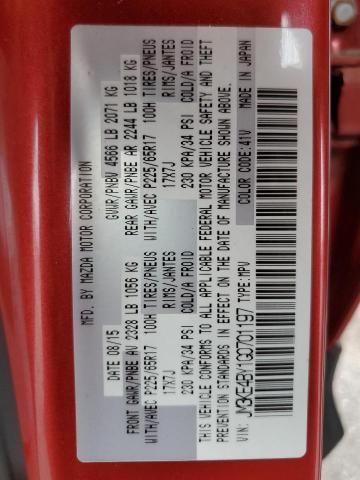 MFD. BY MAZDA MOTOR CORPORATION
DATE 08/15 GVWR/PNBV 4566 LB 2071 KG
FRONT GAWR/PNBE AV 2328 LB 1056 KG REAR GAWR/PNBE AR 2244 LB 1018 KG
WITH/AVEC P225/65R17 100H TIRES/PNEUS WITH/AVEC P225/65R17 100H TIRES/PNEUS
17X7J RIMS/JANTES 17X7J RIMS/JANTES
230 KPA/34 PSI COLD/A FROID 230 KPA/34 PSI COLD/A FROID
THIS VEHICLE CONFORMS TO ALL APPLICABLE FEDERAL MOTOR VEHICLE SAFETY AND THEFT
PREVENTION STANDARDS IN EFFECT ON THE DATE OF MANUFACTURE SHOWN ABOVE.
MADE IN JAPAN
COLOR CODE: 41V
VIN: JM3KE4BX1G0701197 TYPE: MPV